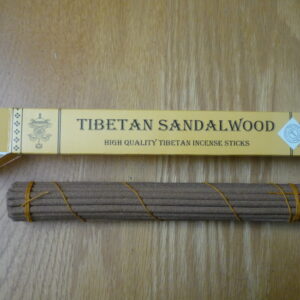 TIBETAN SANDALWOOD
HIGH QUALITY TIBETAN INCENSE STICKS